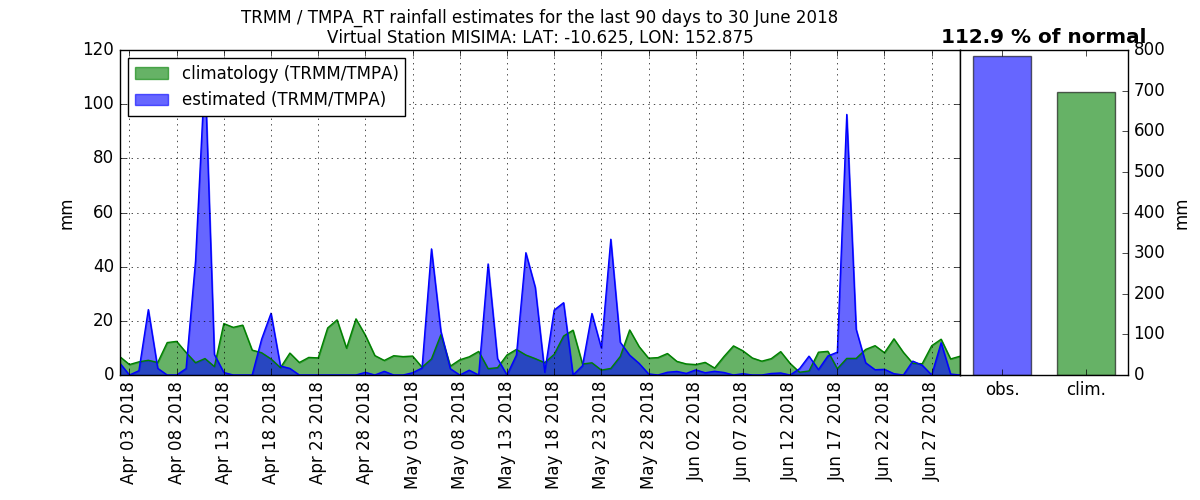 TRMM / TMPA_RT rainfall estimates for the last 90 days to 30 June 2018
Virtual Station MISIMA: LAT: -10.625, LON: 152.875
112.9 % of normal
climatology (TRMM/TMPA)
estimated (TRMM/TMPA)
120
100
80
60
40
20
0
mm
Apr 03 2018
Apr 08 2018
Apr 13 2018
Apr 18 2018
Apr 23 2018
Apr 28 2018
May 03 2018
May 08 2018
May 13 2018
May 18 2018
May 23 2018
May 28 2018
Jun 02 2018
Jun 07 2018
Jun 12 2018
Jun 17 2018
Jun 22 2018
Jun 27 2018
800
700
600
500
400
300
200
100
0
mm
obs.
clim.